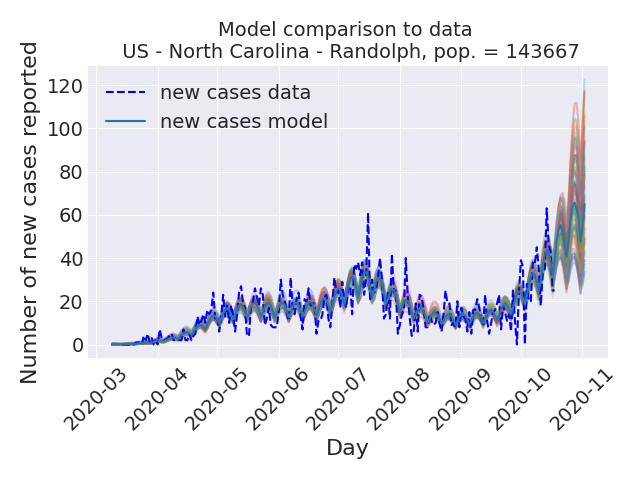 Model comparison to data
US - North Carolina - Randolph, pop. = 143667
Number of new cases reported
120
100
80
60
40
20
0
new cases data
new cases model
2020-03
2020-04
2020-05
2020-06
2020-07
2020-08
2020-09
2020-10
2020-11
Day